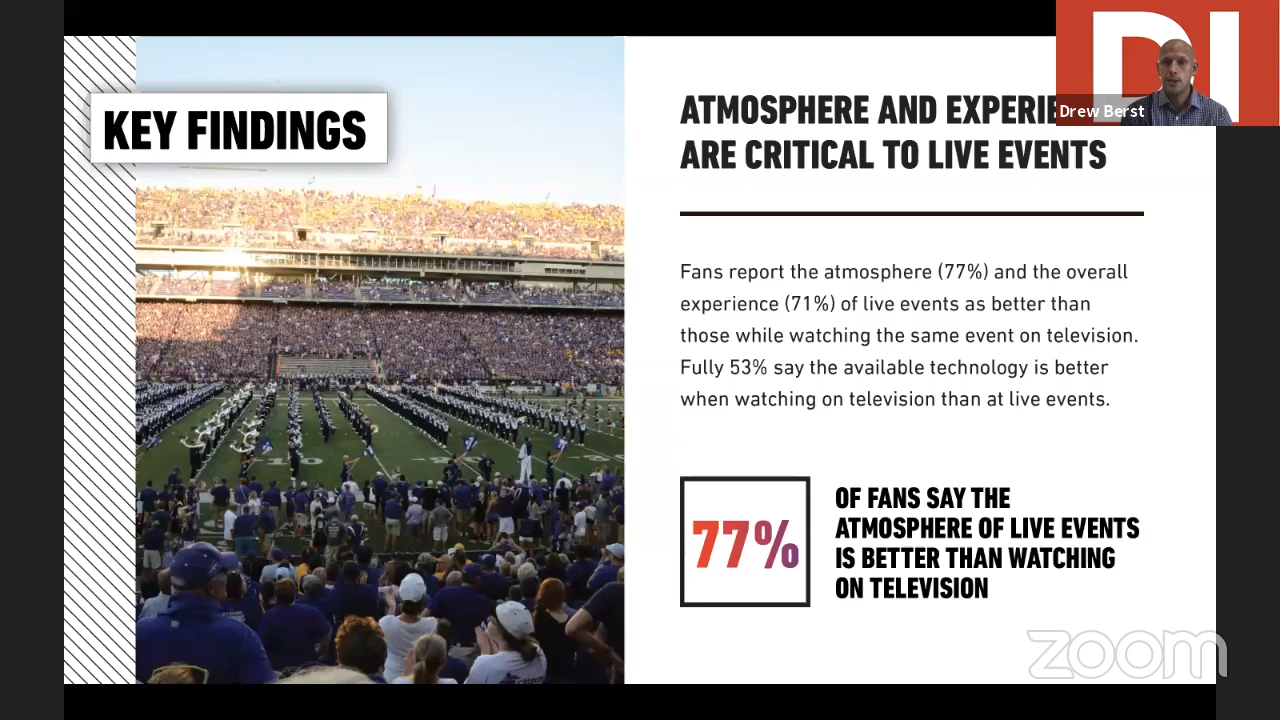 KEY FINDINGS
ATMOSPHERE AND EXPERIE
ARE CRITICAL TO LIVE EVENTS
Fans report the atmosphere (77%) and the overall
experience (71%) of live events as better than
those while watching the same event on television.
Fully 53% say the available technology is better
when watching on television than at live events.
77%
OF FANS SAY THE
ATMOSPHERE OF LIVE EVENTS
IS BETTER THAN WATCHING
ON TELEVISION
DI
Drew Berst
zoom